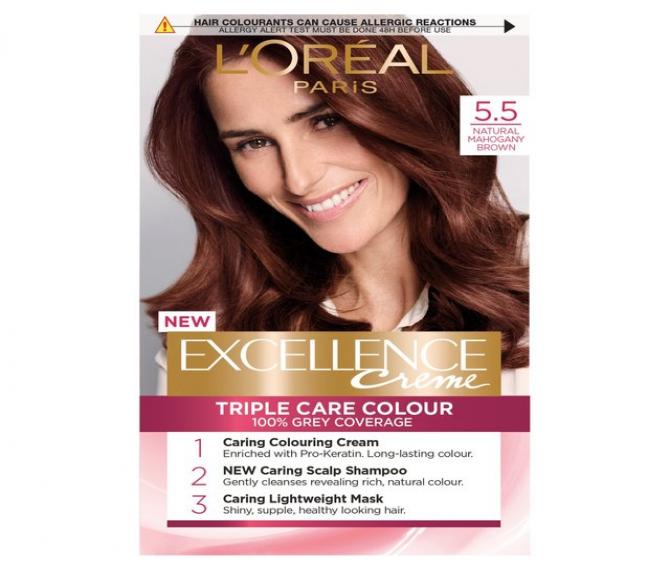 HAIR COLOURANTS CAN CAUSE ALLERGIC REACTIONS
ALLERGY ALERT TEST MUST BE DONE 48H BEFORE USE
L'ORÉAL
PARiS
5.5
NATURAL
MAHOGANY
BROWN
NEW
EXCELLENCE
Creme
TRIPLE CARE COLOUR
100% GREY COVERAGE
1 Caring Colouring Cream
Enriched with Pro-Keratin. Long-lasting colour.
2 NEW Caring Scalp Shampoo
Gently cleanses revealing rich, natural colour.
3 Caring Lightweight Mask
Shiny, supple, healthy looking hair.